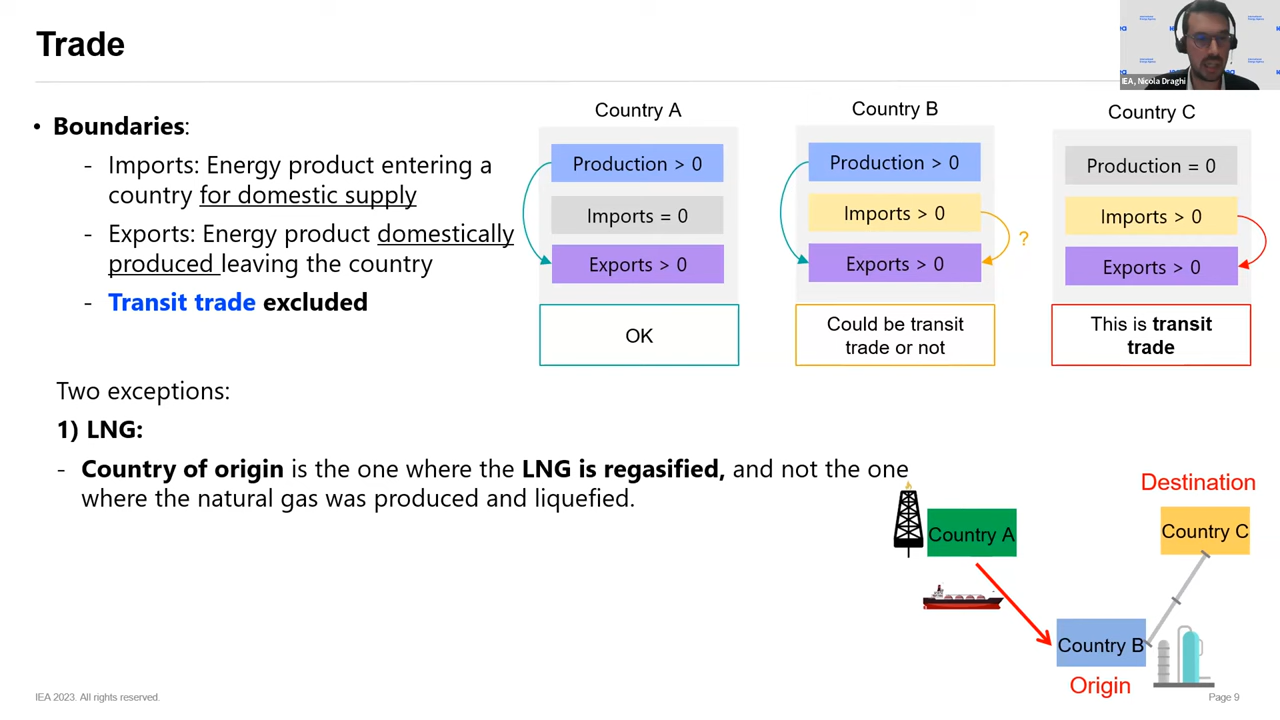 Trade
IEA, Nicola Draghi
• Boundaries:
- Imports: Energy product entering a
country for domestic supply
- Exports: Energy product domestically
produced leaving the country
- Transit trade excluded
Country A
Production > 0
Imports = 0
Exports > 0
OK
Country B
Production > 0
Imports > 0
Exports > 0
?
Could be transit
trade or not
Country C
Production = 0
Imports > 0
Exports > 0
This is transit
trade
Two exceptions:
1) LNG:
- Country of origin is the one where the LNG is regasified, and not the one
where the natural gas was produced and liquefied.
Country A
Destination
Country C
Country B
Origin
IEA 2023. All rights reserved.
Page 9